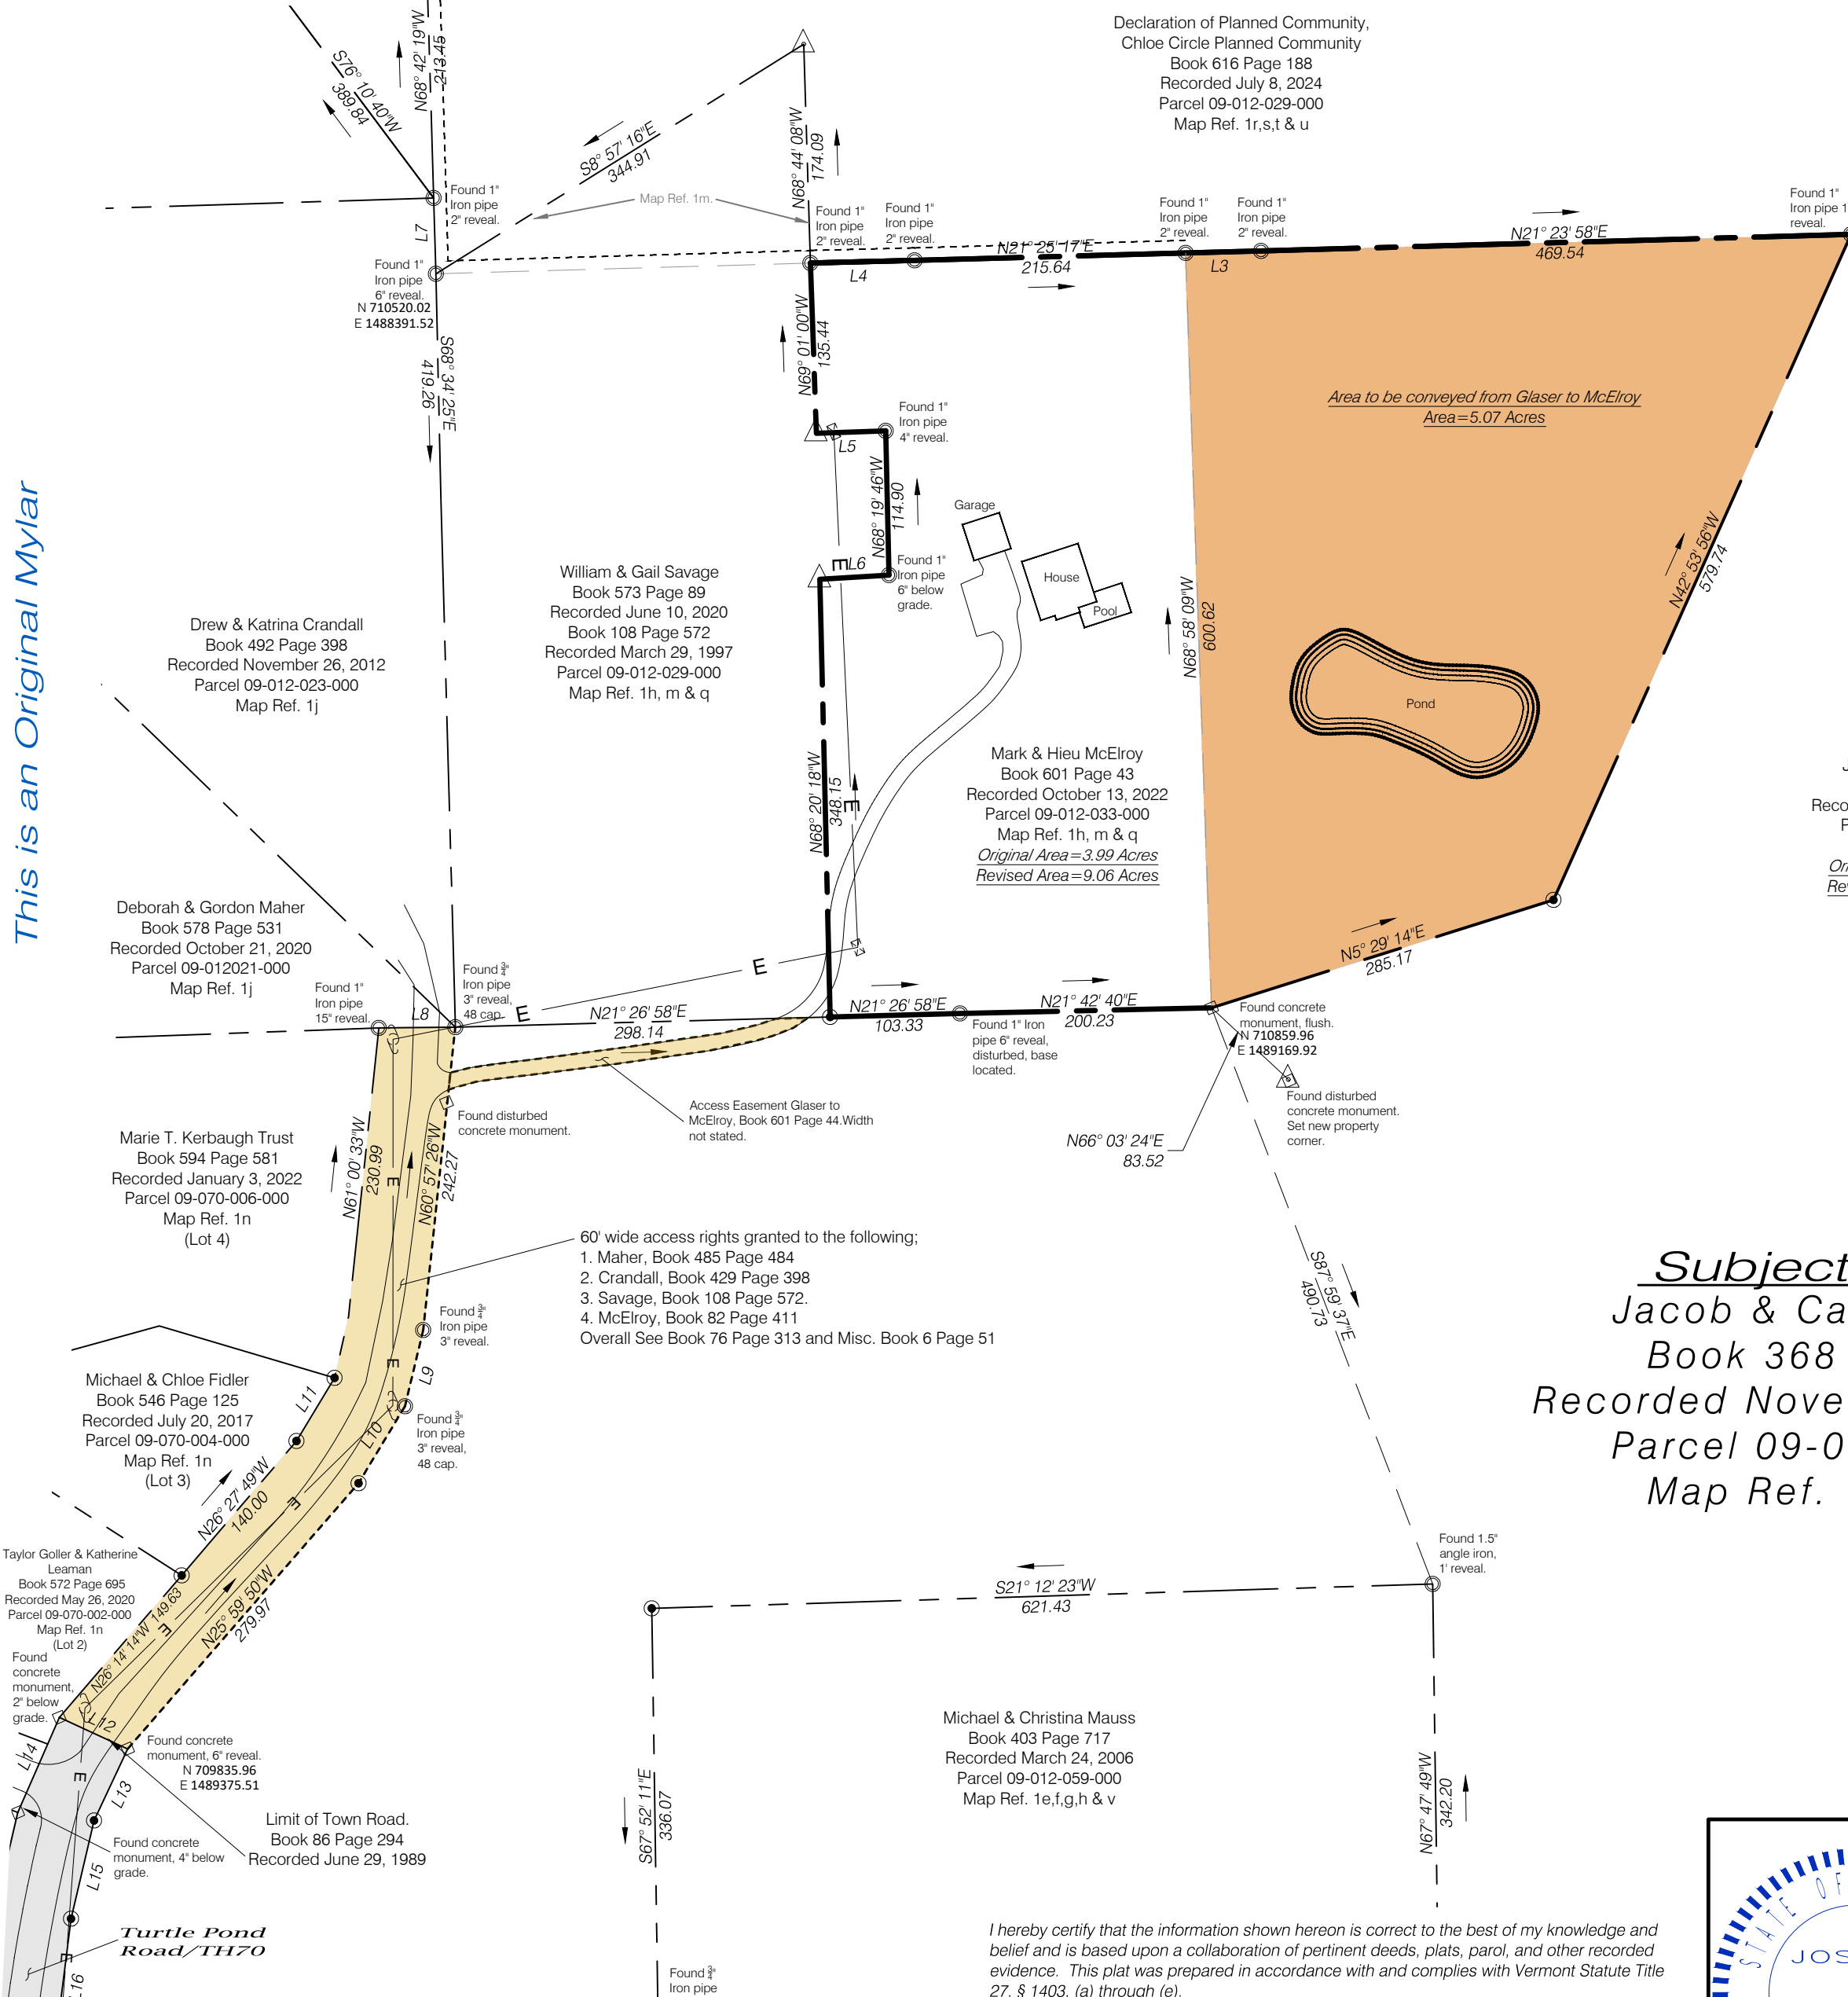 Declaration of Planned Community,
Chloe Circle Planned Community
Book 616 Page 188
Recorded July 8, 2024
Parcel 09-012-029-000
Map Ref. 1r,s,t & u
S76° 10' 40"W
389.84
N68° 42' 19"W
213.45
S8° 57' 16"E
344.91
N68° 44' 08"W
174.09
Map Ref. 1m.
Found 1"
Iron pipe
2" reveal.
L7
Found 1"
Iron pipe
6" reveal.
N 710520.02
E 1488391.52
Found 1"
Iron pipe
2" reveal.
Found 1"
Iron pipe
2" reveal.
L4
N21° 25' 17"E
215.64
Found 1"
Iron pipe
2" reveal.
Found 1"
Iron pipe
2" reveal.
L3
N21° 23' 58"E
469.54
Found 1"
Iron pipe 1
reveal.
S68° 34' 25"E
419.26
N69° 01' 00"W
135.44
Found 1"
Iron pipe
4" reveal.
L5
N68° 19' 46"W
114.90
E
L6
Found 1"
Iron pipe
6" below
grade.
Garage
House
Pool
Area to be conveyed from Glaser to McElroy
Area=5.07 Acres
N42° 53' 56"W
579.74
N68° 58' 09"W
600.62
Pond
This is an Original Mylar
Drew & Katrina Crandall
Book 492 Page 398
Recorded November 26, 2012
Parcel 09-012-023-000
Map Ref. 1j
William & Gail Savage
Book 573 Page 89
Recorded June 10, 2020
Book 108 Page 572
Recorded March 29, 1997
Parcel 09-012-029-000
Map Ref. 1h, m & q
N68° 20' 18"W
348.15
E
Mark & Hieu McElroy
Book 601 Page 43
Recorded October 13, 2022
Parcel 09-012-033-000
Map Ref. 1h, m & q
Original Area=3.99 Acres
Revised Area=9.06 Acres
J
Reco
P
Ori
Rev
Deborah & Gordon Maher
Book 578 Page 531
Recorded October 21, 2020
Parcel 09-012021-000
Map Ref. 1j
Found 1"
Iron pipe
15" reveal.
L8
Found 3/4"
Iron pipe
3" reveal,
48 cap.
E
E
N21° 26' 58"E
298.14
N21° 26' 58"E
103.33
N21° 42' 40"E
200.23
N5° 29' 14"E
285.17
Found 1" Iron
pipe 6" reveal,
disturbed, base
located.
Found concrete
monument, flush.
N 710859.96
E 1489169.92
Found disturbed
concrete monument.
Set new property
corner.
N66° 03' 24"E
83.52
Found disturbed
concrete monument.
Access Easement Glaser to
McElroy, Book 601 Page 44.Width
not stated.
Marie T. Kerbaugh Trust
Book 594 Page 581
Recorded January 3, 2022
Parcel 09-070-006-000
Map Ref. 1n
(Lot 4)
N61° 00' 33"W
230.99
E
N60° 57' 26"W
242.27
60' wide access rights granted to the following;
1. Maher, Book 485 Page 484
2. Crandall, Book 429 Page 398
3. Savage, Book 108 Page 572.
4. McElroy, Book 82 Page 411
Overall See Book 76 Page 313 and Misc. Book 6 Page 51
S87° 59' 37"E
490.73
Subject
Jacob & Ca
Book 368
Recorded Nove
Parcel 09-0
Map Ref.
Found 3/4"
Iron pipe
3" reveal.
E
L9
Found 3/4"
Iron pipe
3" reveal,
48 cap.
L10
L11
Michael & Chloe Fidler
Book 546 Page 125
Recorded July 20, 2017
Parcel 09-070-004-000
Map Ref. 1n
(Lot 3)
N26° 27' 49"W
140.00
E
Taylor Goller & Katherine
Leaman
Book 572 Page 695
Recorded May 26, 2020
Parcel 09-070-002-000
Map Ref. 1n
(Lot 2)
N26° 14' 14"W 149.63
E
N25° 59' 50"W
279.97
Found
concrete
monument,
2" below
grade.
L12
Found concrete
monument, 6" reveal.
N 709835.96
E 1489375.51
L14
E
L13
Limit of Town Road.
Book 86 Page 294
Recorded June 29, 1989
Found concrete
monument, 4" below
grade.
L15
Turtle Pond
Road/TH70
E
L16
Found 1.5"
angle iron,
1' reveal.
S21° 12' 23"W
621.43
S67° 52' 11"E
336.07
Michael & Christina Mauss
Book 403 Page 717
Recorded March 24, 2006
Parcel 09-012-059-000
Map Ref. 1e,f,g,h & v
N67° 47' 49"W
342.20
Found 3/4"
Iron pipe
I hereby certify that the information shown hereon is correct to the best of my knowledge and
belief and is based upon a collaboration of pertinent deeds, plats, parol, and other recorded
evidence. This plat was prepared in accordance with and complies with Vermont Statute Title
27, § 1403, (a) through (e).
STATE OF
JOS